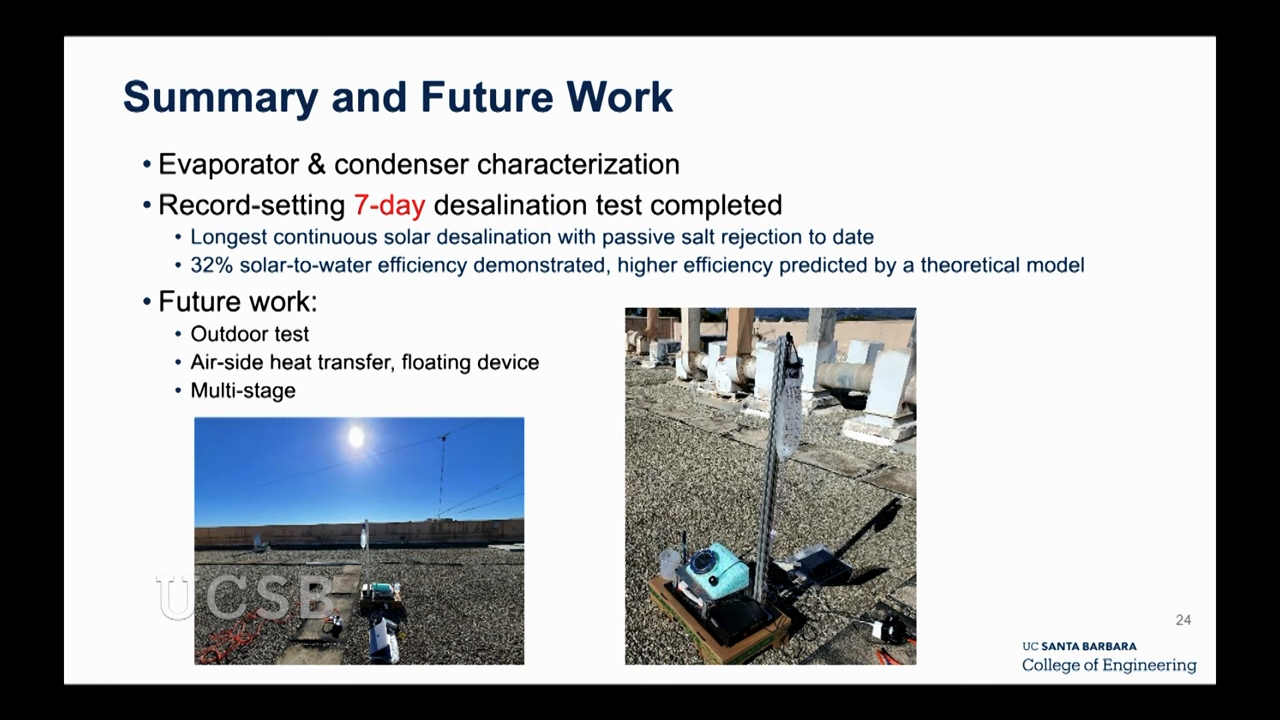 Summary and Future Work
• Evaporator & condenser characterization
• Record-setting 7-day desalination test completed
• Longest continuous solar desalination with passive salt rejection to date
• 32% solar-to-water efficiency demonstrated, higher efficiency predicted by a theoretical model
• Future work:
• Outdoor test
• Air-side heat transfer, floating device
• Multi-stage
UCSB
24
UC SANTA BARBARA
College of Engineering